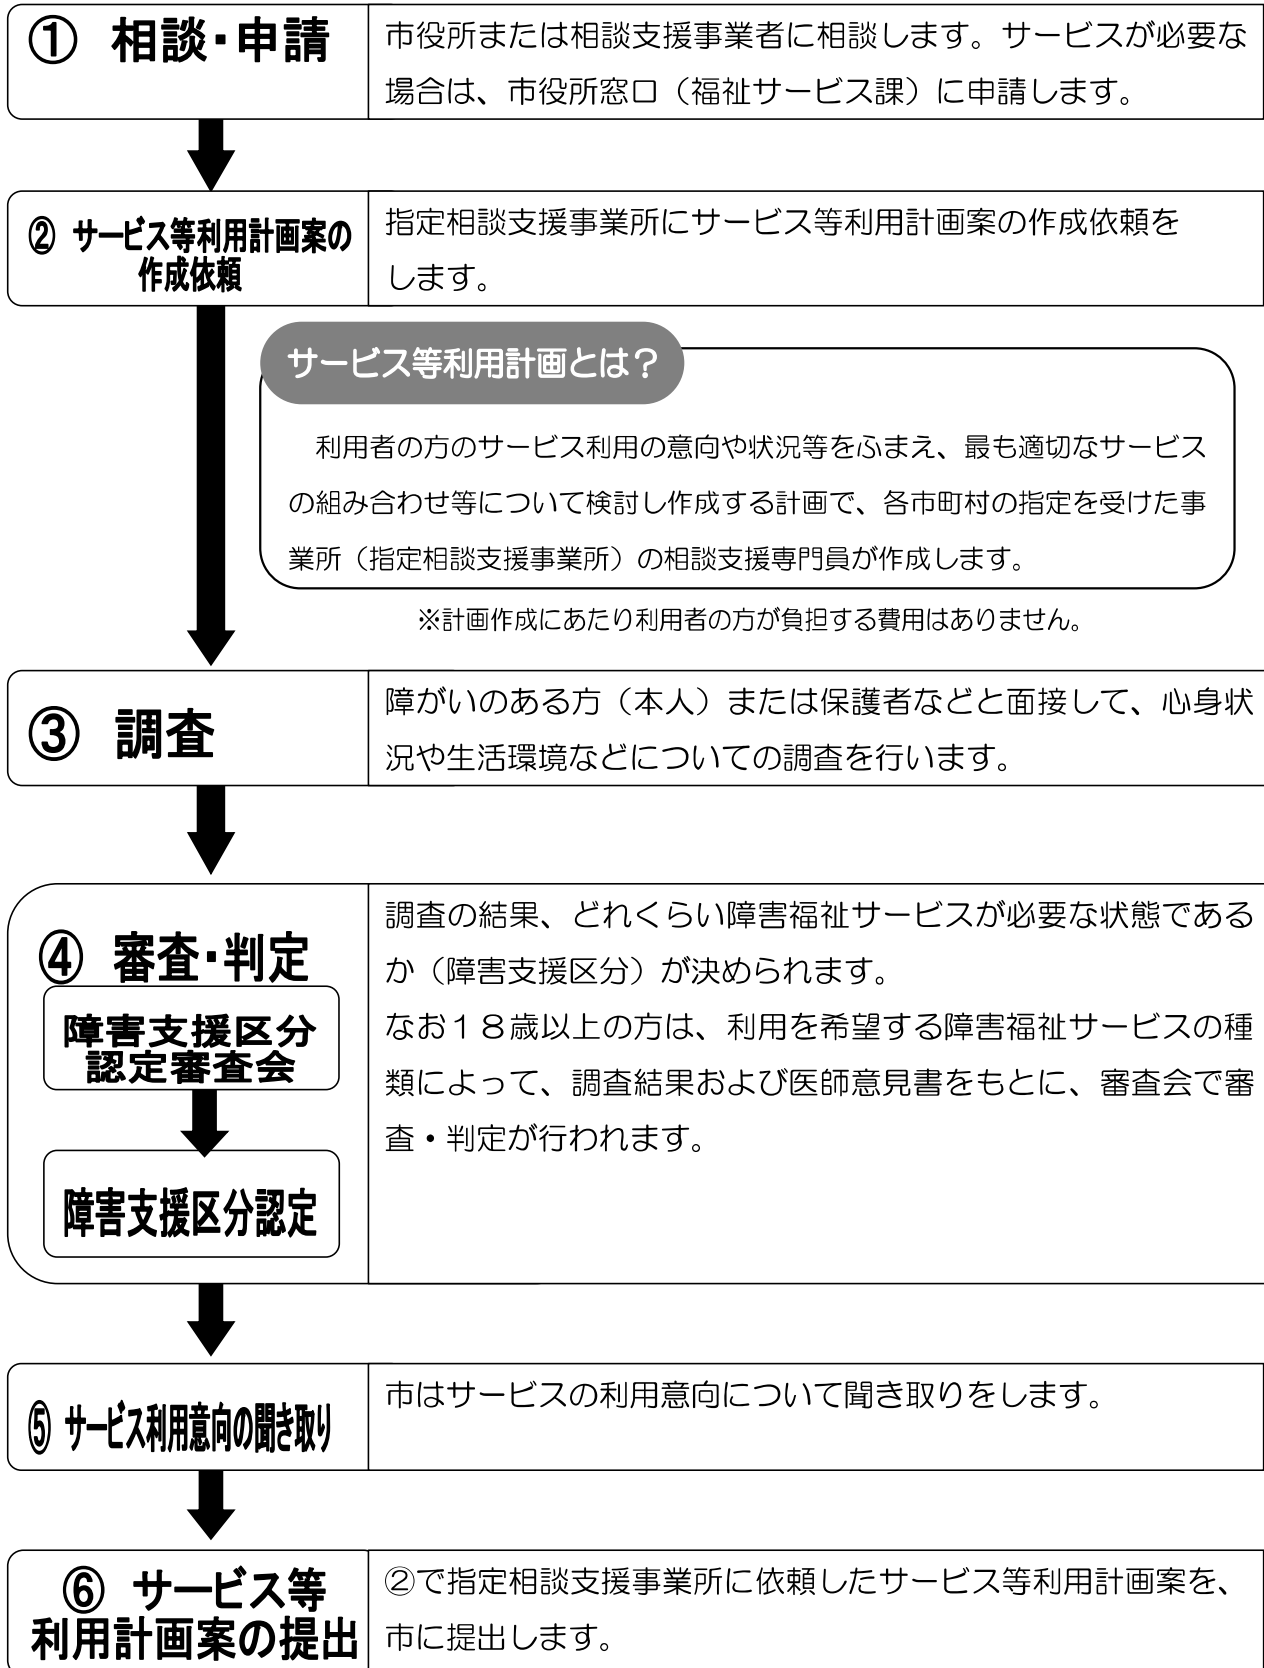 ① 相談・申請
市役所または相談支援事業者に相談します。サービスが必要な
場合は、市役所窓口（福祉サービス課）に申請します。
② サービス等利用計画案の
作成依頼
指定相談支援事業所にサービス等利用計画案の作成依頼を
します。
サービス等利用計画とは？
利用者の方のサービス利用の意向や状況等をふまえ、最も適切なサービス
の組み合わせ等について検討し作成する計画で、各市町村の指定を受けた事
業所（指定相談支援事業所）の相談支援専門員が作成します。
※計画作成にあたり利用者の方が負担する費用はありません。
③ 調査
障がいのある方（本人）または保護者などと面接して、心身状
況や生活環境などについての調査を行います。
④ 審査・判定
障害支援区分
認定審査会
障害支援区分認定
調査の結果、どれくらい障害福祉サービスが必要な状態である
か（障害支援区分）が決められます。
なお１８歳以上の方は、利用を希望する障害福祉サービスの種
類によって、調査結果および医師意見書をもとに、審査会で審
査・判定が行われます。
⑤ サービス利用意向の聞き取り
市はサービスの利用意向について聞き取りをします。
⑥ サービス等
利用計画案の提出
②で指定相談支援事業所に依頼したサービス等利用計画案を、
市に提出します。